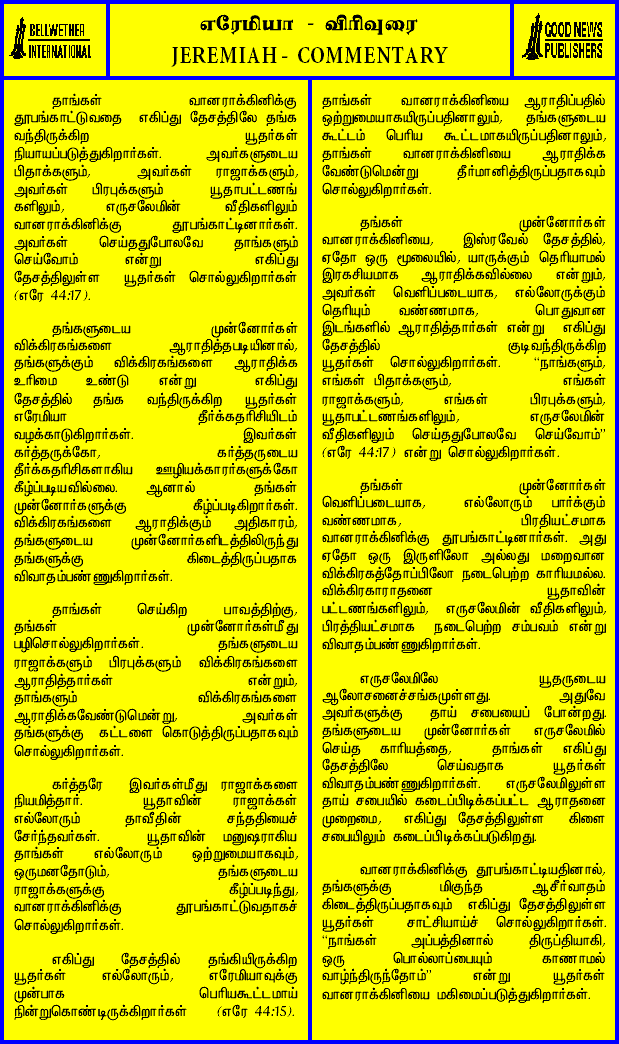 BELLWETHER
INTERNATIONAL
எரேமியா - விரிவுரை
JEREMIAH - COMMENTARY
GOOD NEWS
PUBLISHERS
தாங்கள் வானராக்கினிக்கு
தூபங்காட்டுவதை எகிப்து தேசத்திலே தங்க
வந்திருக்கிற யூதர்கள்
நியாயப்படுத்துகிறார்கள். அவர்களுடைய
பிதாக்களும், அவர்கள் ராஜாக்களும்,
அவர்கள் பிரபுக்களும் யூதாபட்டணங்
களிலும், எருசலேமின் வீதிகளிலும்
வானராக்கினிக்கு தூபங்காட்டினார்கள்.
அவர்கள் செய்ததுபோலவே தாங்களும்
செய்வோம் என்று எகிப்து
தேசத்திலுள்ள யூதர்கள் சொல்லுகிறார்கள்
(எரே 44:17).
தங்களுடைய முன்னோர்கள்
விக்கிரகங்களை ஆராதித்தபடியினால்,
தங்களுக்கும் விக்கிரகங்களை ஆராதிக்க
உரிமை உண்டு என்று எகிப்து
தேசத்தில் தங்க வந்திருக்கிற யூதர்கள்
எரேமியா தீர்க்கதரிசியிடம்
வழக்காடுகிறார்கள். இவர்கள்
கர்த்தருக்கோ, கர்த்தருடைய
தீர்க்கதரிசிகளாகிய ஊழியக்காரர்களுக்கோ
கீழ்ப்படியவில்லை. ஆனால் தங்கள்
முன்னோர்களுக்கு கீழ்ப்படிகிறார்கள்.
விக்கிரகங்களை ஆராதிக்கும் அதிகாரம்,
தங்களுடைய முன்னோர்களிடத்திலிருந்து
தங்களுக்கு கிடைத்திருப்பதாக
விவாதம்பண்ணுகிறார்கள்.
தாங்கள் செய்கிற பாவத்திற்கு,
தங்கள் முன்னோர்கள்மீது
பழிசொல்லுகிறார்கள். தங்களுடைய
ராஜாக்களும் பிரபுக்களும் விக்கிரகங்களை
ஆராதித்தார்கள் என்றும்,
தாங்களும் விக்கிரகங்களை
ஆராதிக்கவேண்டுமென்று, அவர்கள்
தங்களுக்கு கட்டளை கொடுத்திருப்பதாகவும்
சொல்லுகிறார்கள்.
கர்த்தரே இவர்கள்மீது ராஜாக்களை
நியமித்தார். யூதாவின் ராஜாக்கள்
எல்லோரும் தாவீதின் சந்ததியைச்
சேர்ந்தவர்கள். யூதாவின் மனுஷராகிய
தாங்கள் எல்லோரும் ஒற்றுமையாகவும்,
ஒருமனதோடும், தங்களுடைய
ராஜாக்களுக்கு கீழ்ப்படிந்து,
வானராக்கினிக்கு தூபங்காட்டுவதாகச்
சொல்லுகிறார்கள்.
எகிப்து தேசத்தில் தங்கியிருக்கிற
யூதர்கள் எல்லோரும், எரேமியாவுக்கு
முன்பாக பெரியகூட்டமாய்
நின்றுகொண்டிருக்கிறார்கள் (எரே 44:15).
தாங்கள் வானராக்கினியை ஆராதிப்பதில்
ஒற்றுமையாகயிருப்பதினாலும், தங்களுடைய
கூட்டம் பெரிய கூட்டமாகயிருப்பதினாலும்,
தாங்கள் வானராக்கினியை ஆராதிக்க
வேண்டுமென்று தீர்மானித்திருப்பதாகவும்
சொல்லுகிறார்கள்.
தங்கள் முன்னோர்கள்
வானராக்கினியை, இஸ்ரவேல் தேசத்தில்,
ஏதோ ஒரு மூலையில், யாருக்கும் தெரியாமல்
இரகசியமாக ஆராதிக்கவில்லை என்றும்,
அவர்கள் வெளிப்படையாக, எல்லோருக்கும்
தெரியும் வண்ணமாக, பொதுவான
இடங்களில் ஆராதித்தார்கள் என்று எகிப்து
தேசத்தில் குடிவந்திருக்கிற
யூதர்கள் சொல்லுகிறார்கள். “நாங்களும்,
எங்கள் பிதாக்களும், எங்கள்
ராஜாக்களும், எங்கள் பிரபுக்களும்,
யூதாபட்டணங்களிலும், எருசலேமின்
வீதிகளிலும் செய்ததுபோலவே செய்வோம்”
(எரே 44:17) என்று சொல்லுகிறார்கள்.
தங்கள் முன்னோர்கள்
வெளிப்படையாக, எல்லோரும் பார்க்கும்
வண்ணமாக, பிரதியட்சமாக
வானராக்கினிக்கு தூபங்காட்டினார்கள். அது
ஏதோ ஒரு இருளிலோ அல்லது மறைவான
விக்கிரகத்தோப்பிலோ நடைபெற்ற காரியமல்ல.
விக்கிரகாராதனை யூதாவின்
பட்டணங்களிலும், எருசலேமின் வீதிகளிலும்,
பிரத்தியட்சமாக நடைபெற்ற சம்பவம் என்று
விவாதம்பண்ணுகிறார்கள்.
எருசலேமிலே யூதருடைய
ஆலோசனைச்சங்கமுள்ளது. அதுவே
அவர்களுக்கு தாய் சபையைப் போன்றது.
தங்களுடைய முன்னோர்கள் எருசலேமில்
செய்த காரியத்தை, தாங்கள் எகிப்து
தேசத்திலே செய்வதாக யூதர்கள்
விவாதம்பண்ணுகிறார்கள். எருசலேமிலுள்ள
தாய் சபையில் கடைப்பிடிக்கப்பட்ட ஆராதனை
முறைமை, எகிப்து தேசத்திலுள்ள கிளை
சபையிலும் கடைப்பிடிக்கப்படுகிறது.
வானராக்கினிக்கு தூபங்காட்டியதினால்,
தங்களுக்கு மிகுந்த ஆசீர்வாதம்
கிடைத்திருப்பதாகவும் எகிப்து தேசத்திலுள்ள
யூதர்கள் சாட்சியாய்ச் சொல்லுகிறார்கள்.
“நாங்கள் அப்பத்தினால் திருப்தியாகி,
ஒரு பொல்லாப்பையும் காணாமல்
வாழ்ந்திருந்தோம்” என்று யூதர்கள்
வானராக்கினியை மகிமைப்படுத்துகிறார்கள்.